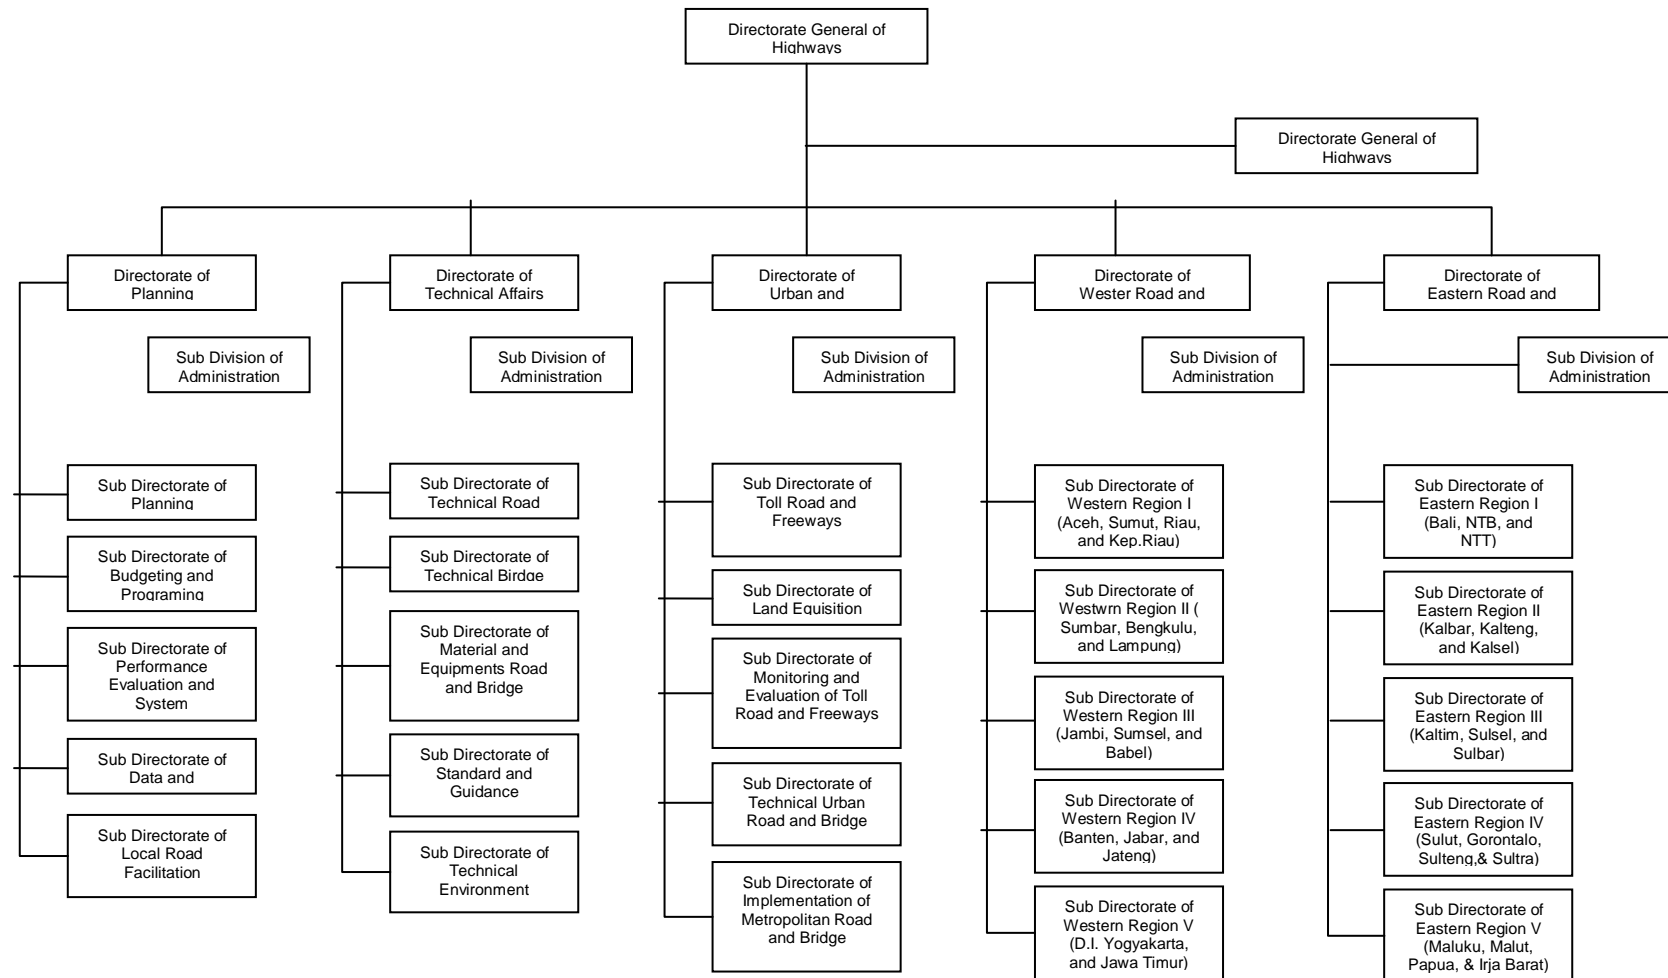 Directorate General of
Highways
Directorate General of
Highways
Directorate of
Planning
Directorate of
Technical Affairs
Directorate of
Urban and
Directorate of
Wester Road and
Directorate of
Eastern Road and
Sub Division of
Administration
Sub Division of
Administration
Sub Division of
Administration
Sub Division of
Administration
Sub Division of
Administration
Sub Directorate of
Planning
Sub Directorate of
Budgeting and
Programing
Sub Directorate of
Performance
Evaluation and
System
Sub Directorate of
Data and
Sub Directorate of
Local Road
Facilitation
Sub Directorate of
Technical Road
Sub Directorate of
Technical Birdge
Sub Directorate of
Material and
Equipments Road
and Bridge
Sub Directorate of
Standard and
Guidance
Sub Directorate of
Technical
Environment
Sub Directorate of
Toll Road and
Freeways
Sub Directorate of
Land Equisition
Sub Directorate of
Monitoring and
Evaluation of Toll
Road and Freeways
Sub Directorate of
Technical Urban
Road and Bridge
Sub Directorate of
Implementation of
Metropolitan Road
and Bridge
Sub Directorate of
Western Region I
(Aceh, Sumut, Riau,
and Kep.Riau)
Sub Directorate of
Westwrn Region II (
Sumbar, Bengkulu,
and Lampung)
Sub Directorate of
Western Region III
(Jambi, Sumsel, and
Babel)
Sub Directorate of
Western Region IV
(Banten, Jabar, and
Jateng)
Sub Directorate of
Western Region V
(D.I. Yogyakarta,
and Jawa Timur)
Sub Directorate of
Eastern Region I
(Bali, NTB, and
NTT)
Sub Directorate of
Eastern Region II
(Kalbar, Kalteng,
and Kalsel)
Sub Directorate of
Eastern Region III
(Kaltim, Sulsel, and
Sulbar)
Sub Directorate of
Eastern Region IV
(Sulut, Gorontalo,
Sulteng,& Sultra)
Sub Directorate of
Eastern Region V
(Maluku, Malut,
Papua, & Irja Barat)